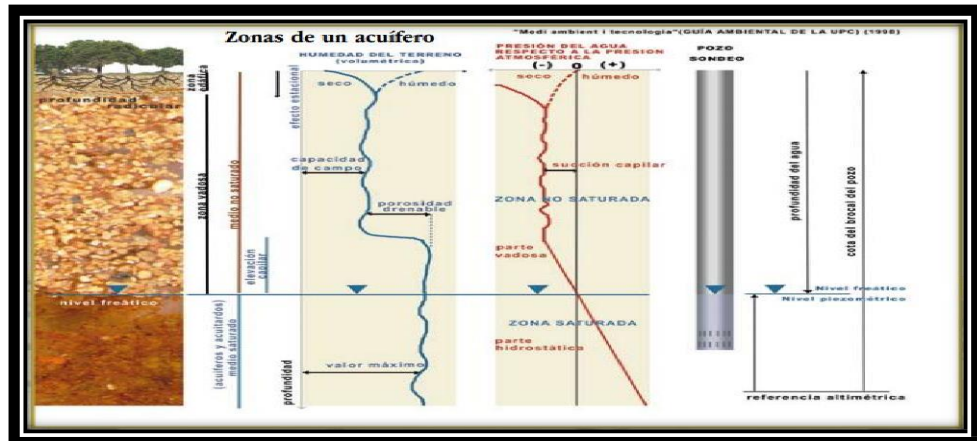 Zonas de un acuífero
"Medi ambient i tecnologia"(GUÍA AMBIENTAL DE LA UPC) (1998)
HUMEDAD DEL TERRENO
(volumétrica)
seco
húmedo
PRESIÓN DEL AGUA
RESPECTO A LA PRESION
ATMOSFÉRICA
(-) 0 (+)
seco
húmedo
POZO
SONDEO
zona
edáfica
profundidad
radicular
efecto estacional
capacidad
de campo
succión capilar
zona vadosa
medio no saturado
porosidad
drenable
ZONA NO SATURADA
elevación
capilar
parte
vadosa
profundidad del agua
cota del brocal del pozo
nivel freático
Nivel freático
Nivel piezométrico
(acuíferos y acuitardos)
medio saturado
ZONA SATURADA
parte
hidrostática
valor máximo
profundidad
referencia altimétrica